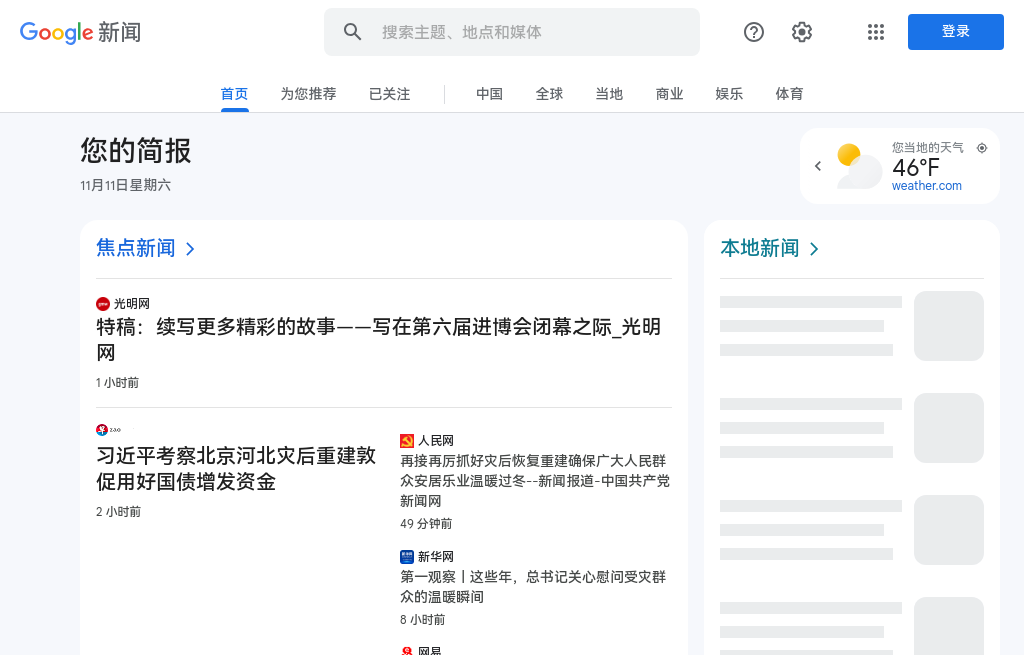 Google 新闻
搜索主题、地点和媒体
登录
首页
为您推荐
已关注
中国
全球
当地
商业
娱乐
体育
您的简报
11月11日星期六
您当地的天气
46°F
weather.com
焦点新闻
光明网
特稿：续写更多精彩的故事——写在第六届进博会闭幕之际_光明
网
1 小时前
习近平考察北京河北灾后重建敦
促用好国债增发资金
2 小时前
人民网
再接再厉抓好灾后恢复重建确保广大人民群
众安居乐业温暖过冬--新闻报道-中国共产党
新闻网
49 分钟前
新华网
第一观察丨这些年，总书记关心慰问受灾群
众的温暖瞬间
8 小时前
网易
本地新闻